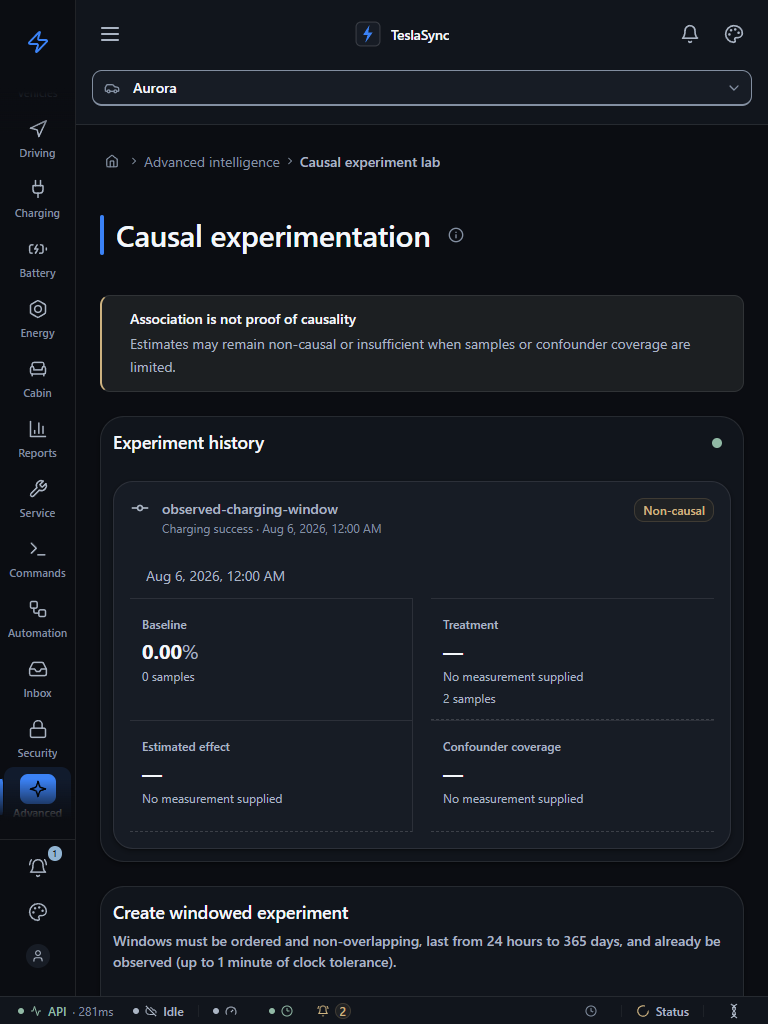 TeslaSync
Aurora
Driving
Charging
Battery
Energy
Cabin
Reports
Service
Commands
Automation
Inbox
Security
Advanced
1
Advanced intelligence
Causal experiment lab
Causal experimentation
Association is not proof of causality
Estimates may remain non-causal or insufficient when samples or confounder coverage are
limited.
Experiment history
observed-charging-window
Non-causal
Charging success · Aug 6, 2026, 12:00 AM
Aug 6, 2026, 12:00 AM
Baseline
0.00%
0 samples
Treatment
—
No measurement supplied
2 samples
Estimated effect
—
No measurement supplied
Confounder coverage
—
No measurement supplied
Create windowed experiment
Windows must be ordered and non-overlapping, last from 24 hours to 365 days, and already be
observed (up to 1 minute of clock tolerance).
API · 281ms
Idle
2
Status